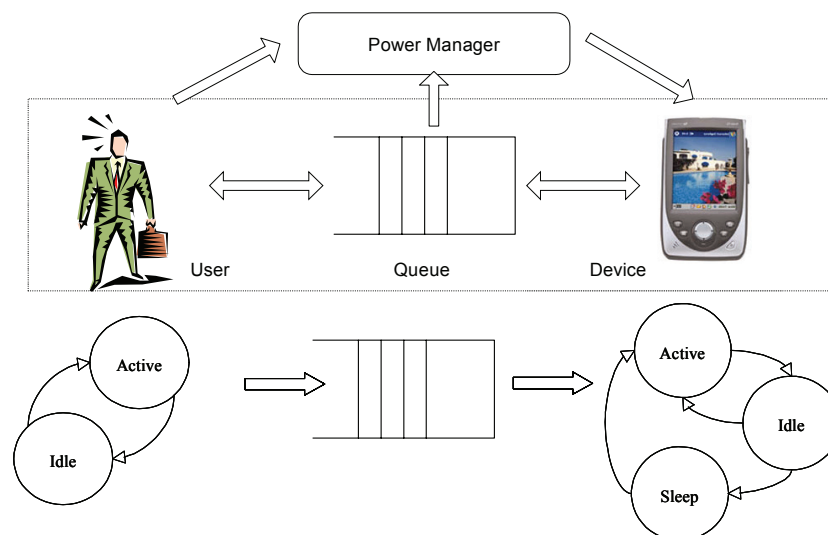 Power Manager
User
Queue
Device
Active
Idle
Active
Idle
Sleep